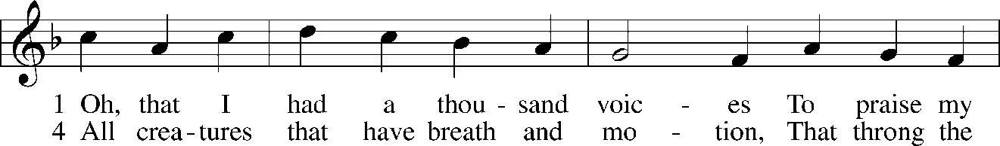 1 Oh, that I had a thou - sand voic - es To praise my
4 All crea - tures that have breath and mo - tion, That throng the